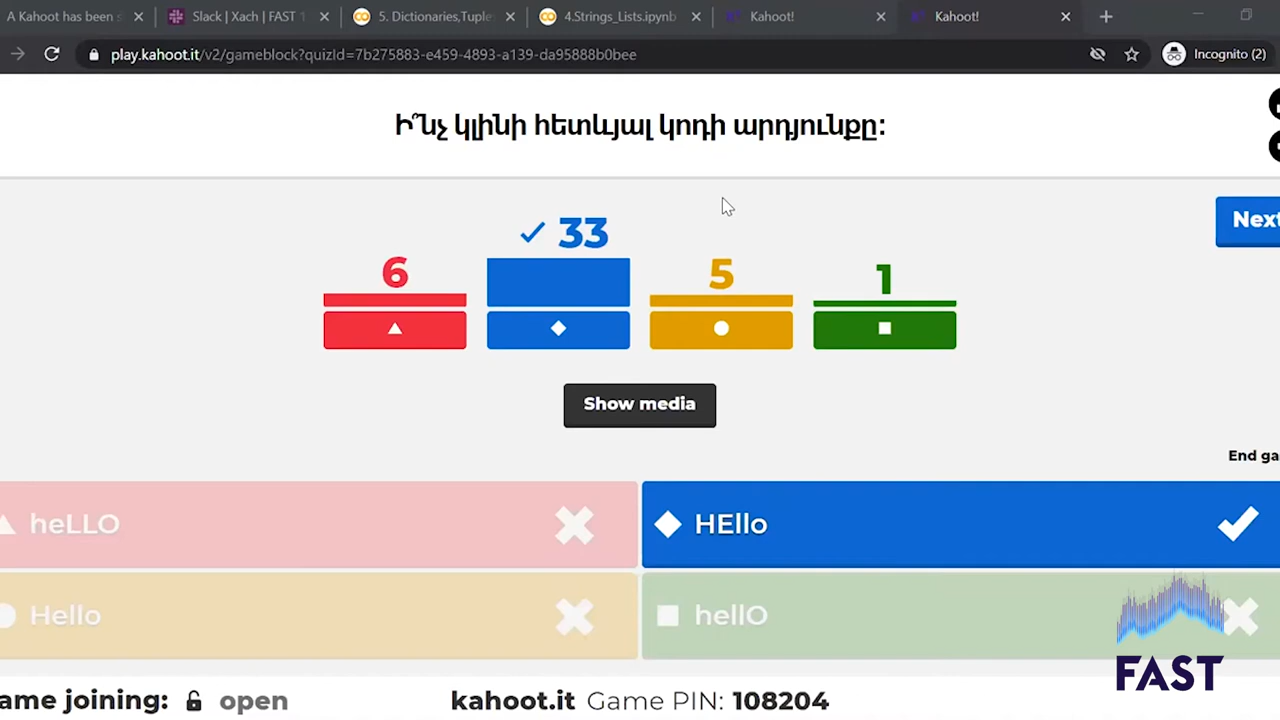 A Kahoot has been s
Slack | Xach | FAST 1
5. Dictionaries,Tuple
4.Strings_Lists.ipynb
Kahoot!
Kahoot!
play.kahoot.it/v2/gameblock?quizId=7b275883-e459-4893-a139-da95888b0bee
Incognito (2)
Ի՞նչ կլինի հետևյալ կոդի արդյունքը:
Next
6
33
5
1
Show media
End ga
heLLO
HEllo
Hello
hellO
FAST
ame joining: open
kahoot.it Game PIN: 108204